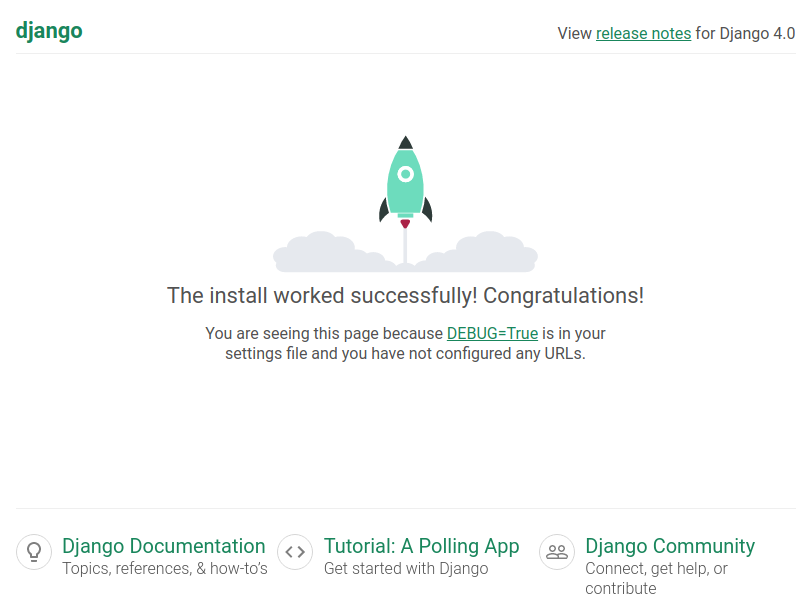 django
View release notes for Django 4.0
The install worked successfully! Congratulations!
You are seeing this page because DEBUG=True is in your
settings file and you have not configured any URLs.
Django Documentation
Topics, references, & how-to’s
Tutorial: A Polling App
Get started with Django
Django Community
Connect, get help, or
contribute